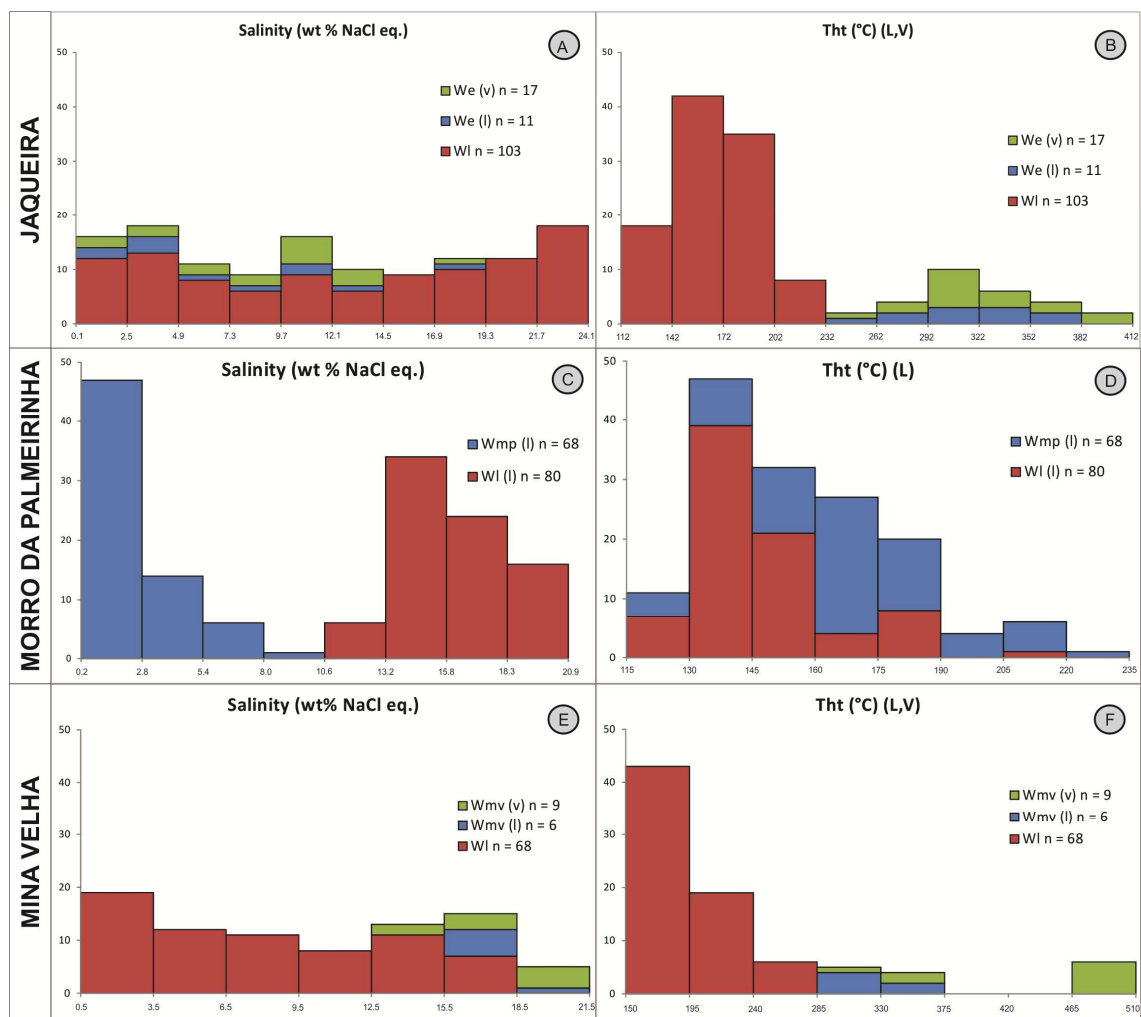 JAQUEIRA
Salinity (wt % NaCl eq.)
A
50
40
30
20
10
0
We (v) n = 17
We (l) n = 11
Wl n = 103
0.1 2.5 4.9 7.3 9.7 12.1 14.5 16.9 19.3 21.7 24.1
Tht (°C) (L,V)
B
50
40
30
20
10
0
We (v) n = 17
We (l) n = 11
Wl n = 103
112 142 172 202 232 262 292 322 352 382 412
MORRO DA PALMEIRINHA
Salinity (wt % NaCl eq.)
C
50
40
30
20
10
0
Wmp (l) n = 68
Wl (l) n = 80
0.2 2.8 5.4 8.0 10.6 13.2 15.8 18.3 20.9
Tht (°C) (L)
D
50
40
30
20
10
0
Wmp (l) n = 68
Wl (l) n = 80
115 130 145 160 175 190 205 220 235
MINA VELHA
Salinity (wt% NaCl eq.)
E
50
40
30
20
10
0
Wmv (v) n = 9
Wmv (l) n = 6
Wl n = 68
0.5 3.5 6.5 9.5 12.5 15.5 18.5 21.5
Tht (°C) (L,V)
F
50
40
30
20
10
0
Wmv (v) n = 9
Wmv (l) n = 6
Wl n = 68
150 195 240 285 330 375 420 465 510